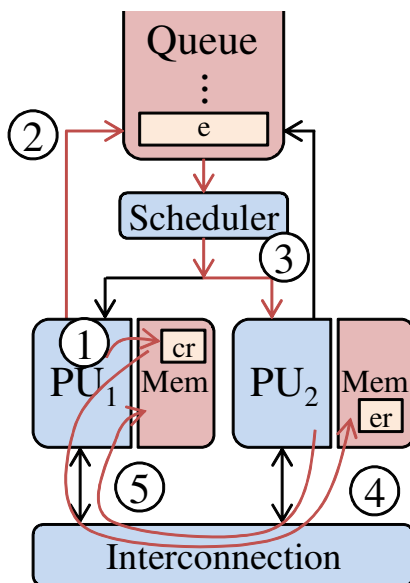 Queue
⋮
e
②
Scheduler
③
①
cr
PU₁
Mem
PU₂
Mem
er
⑤
④
Interconnection